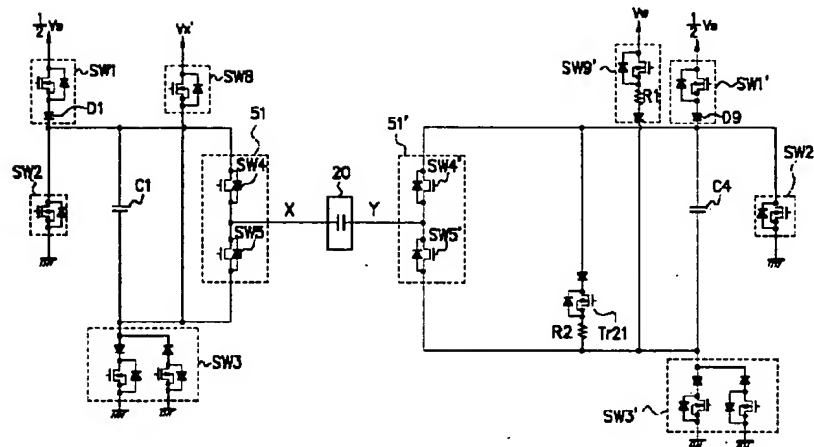 1/2 Vs
Vx'
Vw
1/2 Vs
SW1
SW8
SW9'
R1
SW1'
D1
D9
51
51'
SW2
C1
SW4
20
SW4'
C4
SW2
X
Y
SW5
SW5'
R2
Tr21
SW3
SW3'